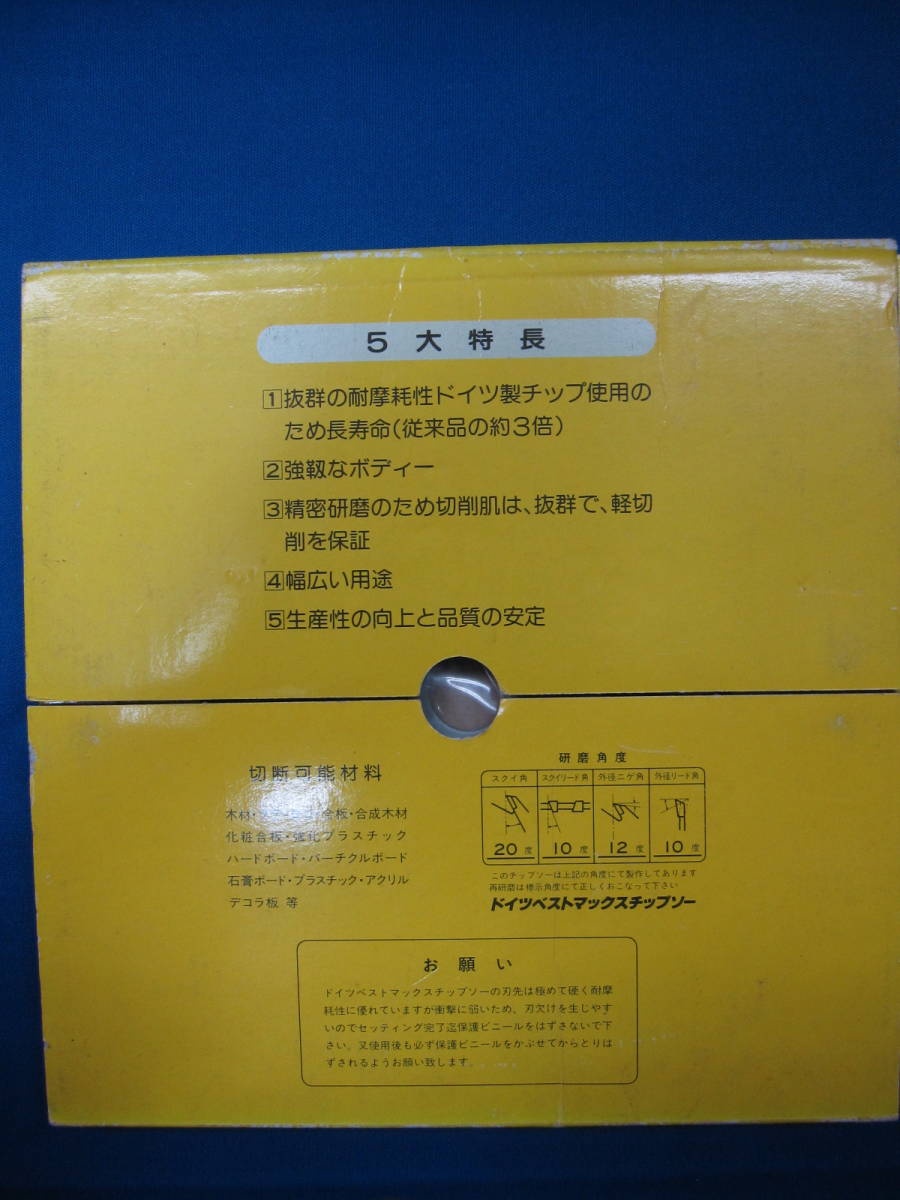 5大特長
1抜群の耐摩耗性ドイツ製チップ使用の
ため長寿命(従来品の約3倍)
2強靱なボディー
3精密研磨のため切削肌は、抜群で、軽切
削を保証
4幅広い用途
5生産性の向上と品質の安定
切断可能材料
木材・合板・合成木材
化粧合板・強化プラスチック
ハードボード・パーチクルボード
石膏ボード・プラスチック・アクリル
デコラ板 等
研磨角度
スクイ角 スクイリード角 外径ニゲ角 外径リード角
20度 10度 12度 10度
このチップソーは上記の角度にて製作してあります
再研磨は標示角度にて正しくおこなって下さい
ドイツベストマックスチップソー
お願い
ドイツベストマックスチップソーの刃先は極めて硬く耐摩
耗性に優れていますが衝撃に弱いため、刃欠けを生じやす
いのでセッティング完了迄保護ビニールをはずさないで下
さい。又使用後も必ず保護ビニールをかぶせてからとりは
ずされるようお願い致します。